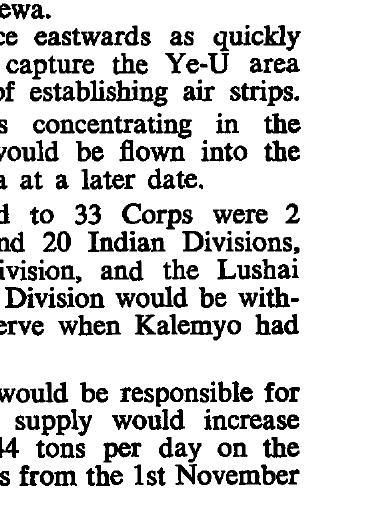 ewa.
ce eastwards as quickly
capture the Ye-U area
of establishing air strips.
s concentrating in the
would be flown into the
a at a later date.
d to 33 Corps were 2
nd 20 Indian Divisions,
ivision, and the Lushai
Division would be with-
erve when Kalemyo had
would be responsible for
supply would increase
44 tons per day on the
s from the 1st November